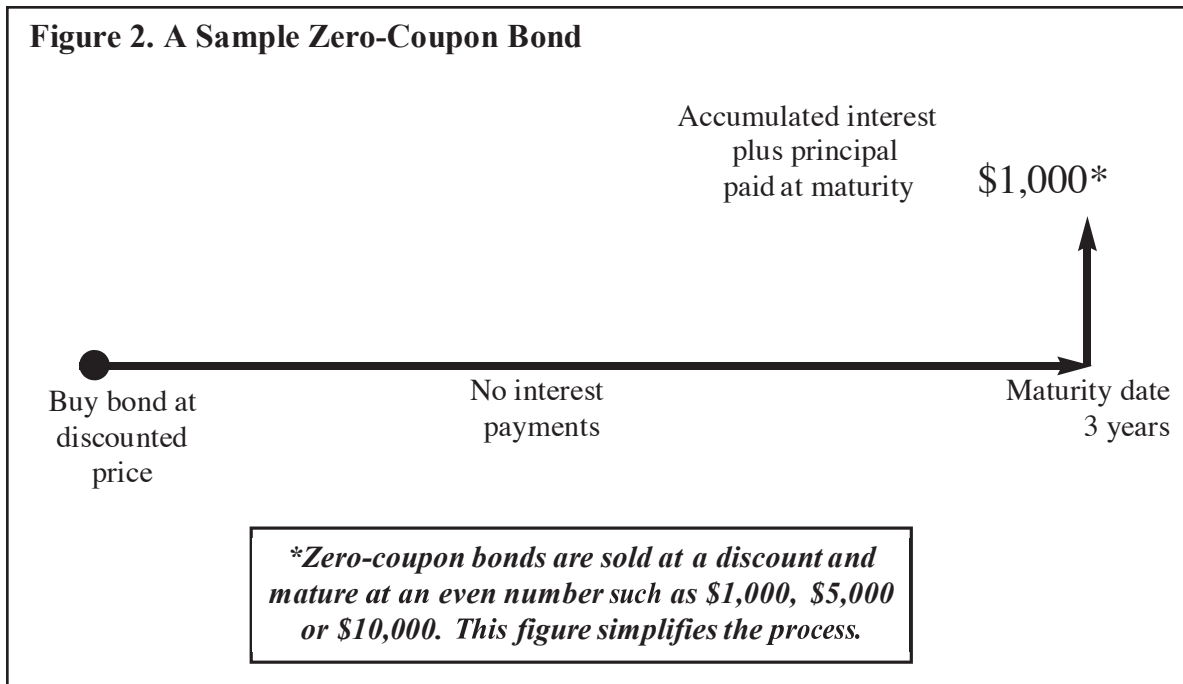 Figure 2. A Sample Zero-Coupon Bond
Accumulated interest
plus principal
paid at maturity
$1,000*
Buy bond at
discounted
price
No interest
payments
Maturity date
3 years
*Zero-coupon bonds are sold at a discount and
mature at an even number such as $1,000, $5,000
or $10,000. This figure simplifies the process.